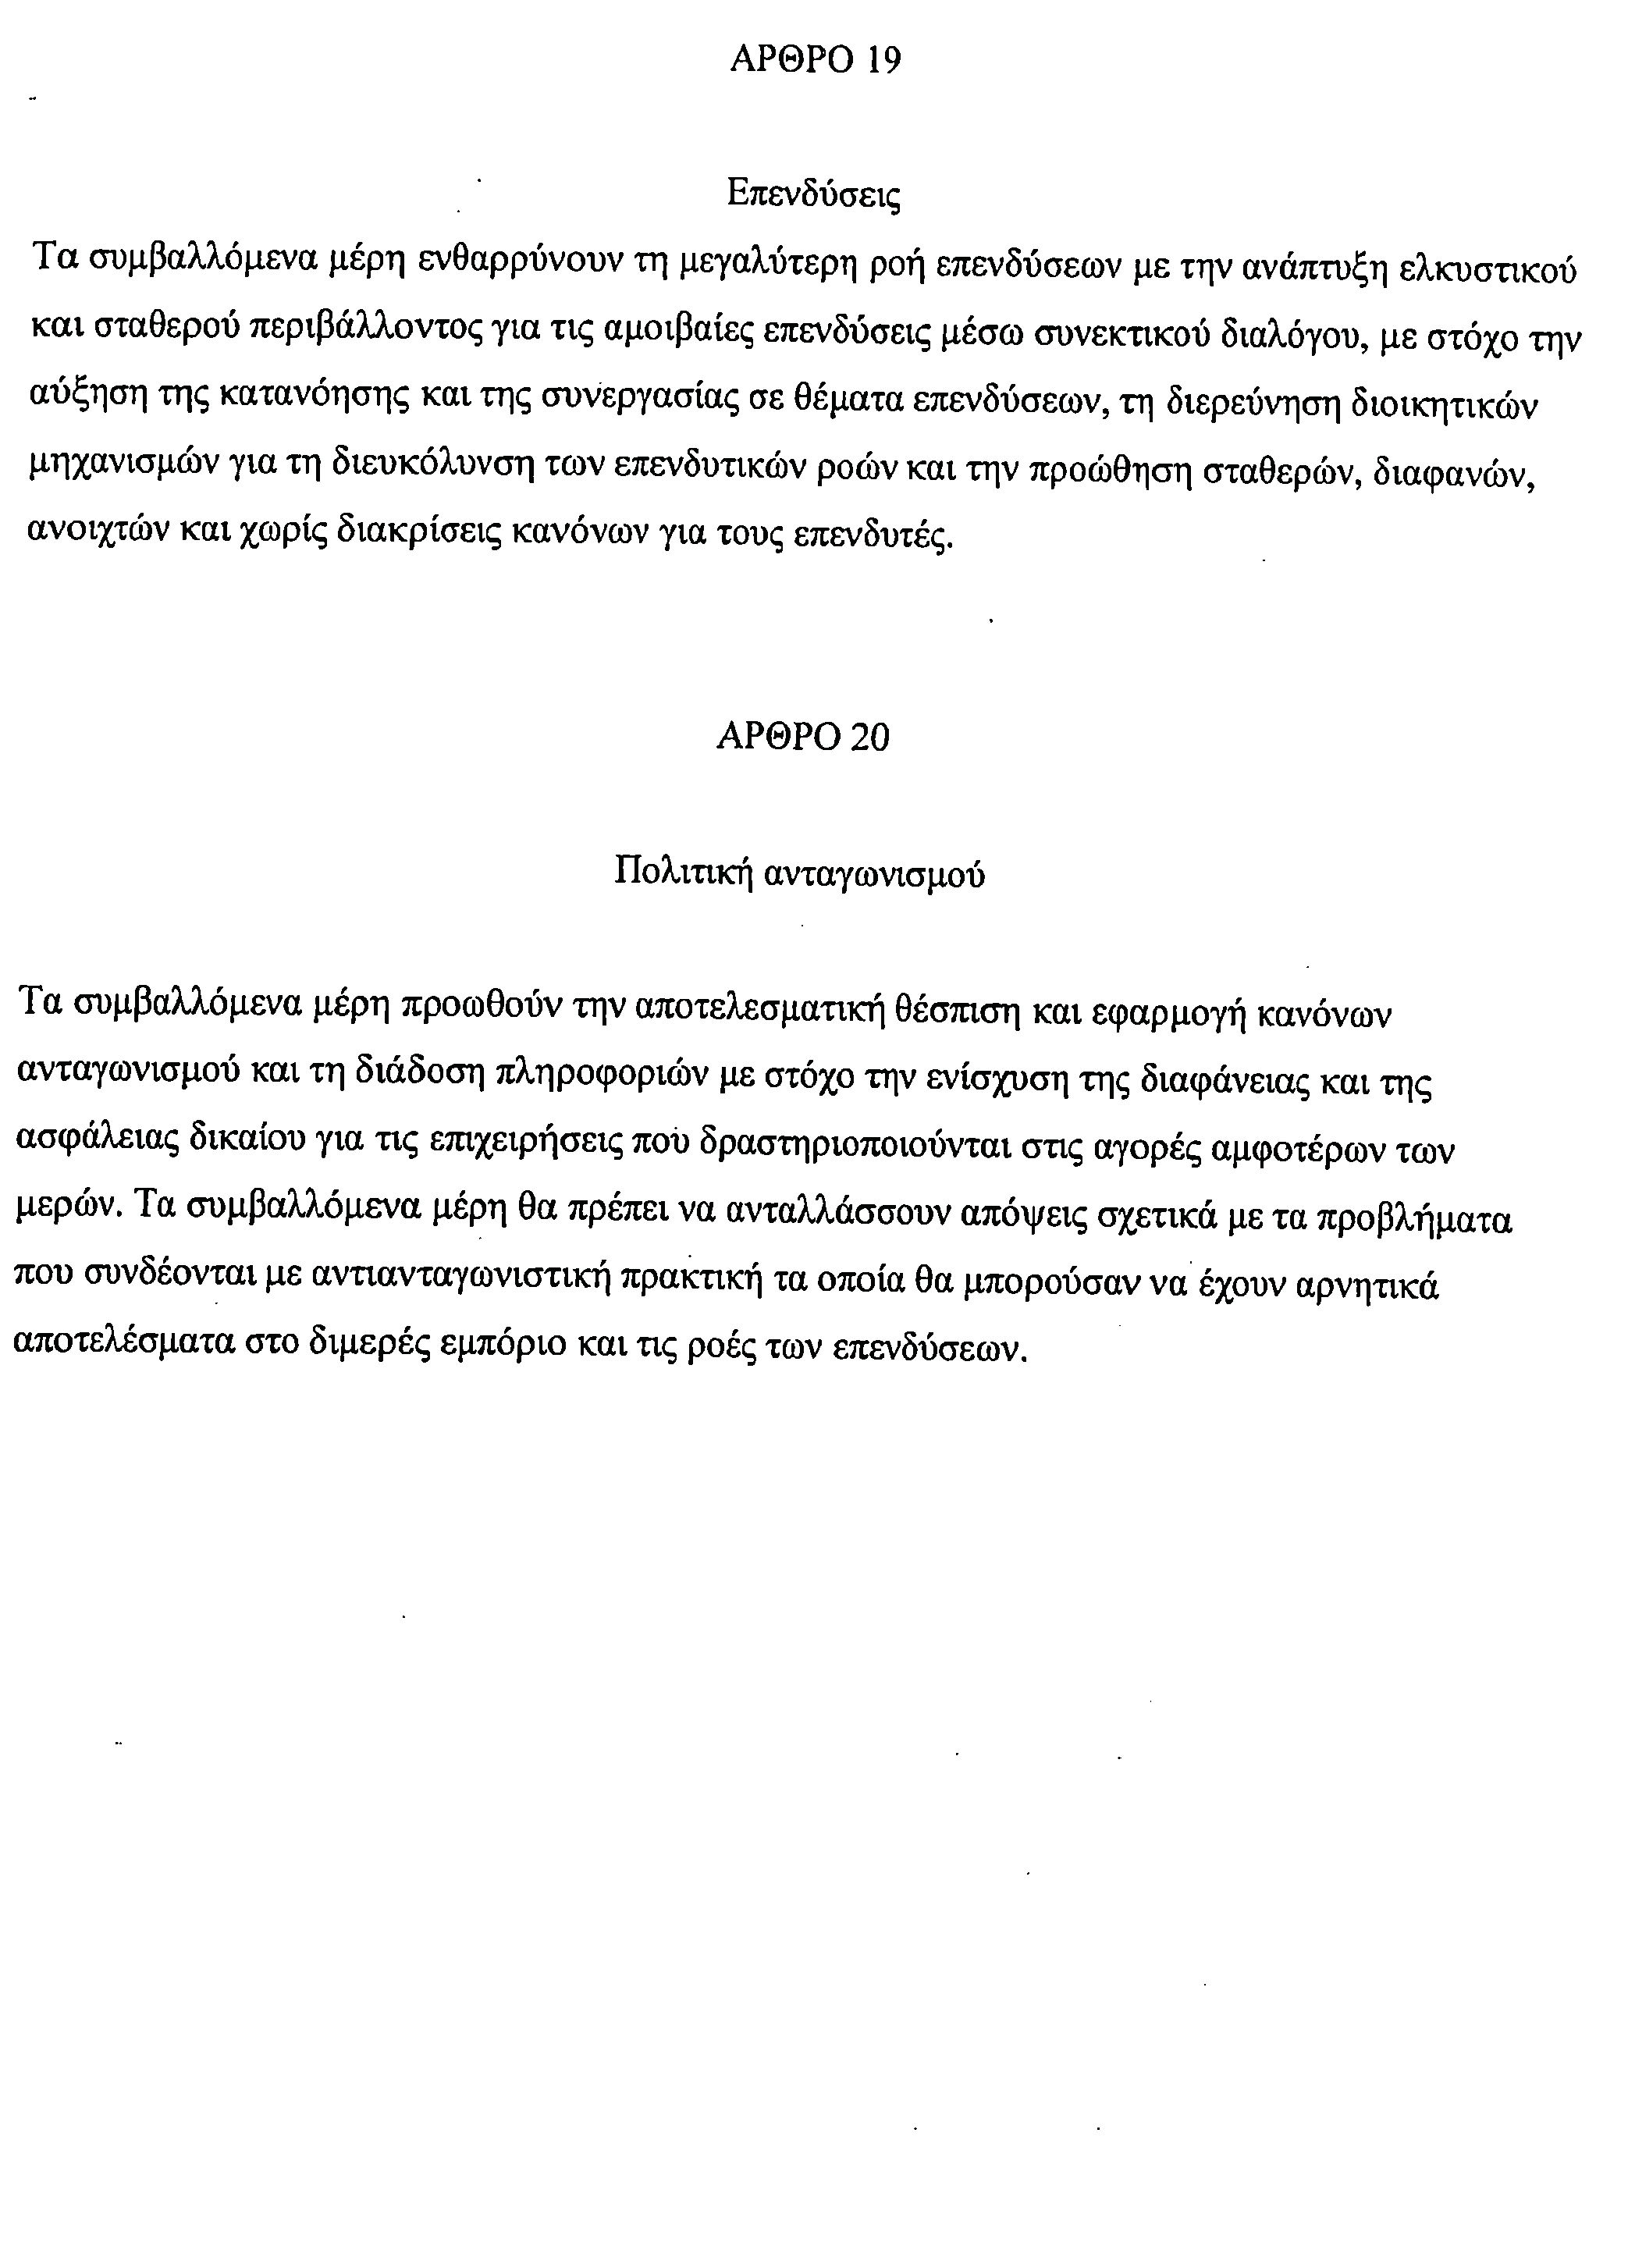 ΑΡΘΡΟ 19
Επενδύσεις
Τα συμβαλλόμενα μέρη ενθαρρύνουν τη μεγαλύτερη ροή επενδύσεων με την ανάπτυξη ελκυστικού
και σταθερού περιβάλλοντος για τις αμοιβαίες επενδύσεις μέσω συνεκτικού διαλόγου, με στόχο την
αύξηση της κατανόησης και της συνεργασίας σε θέματα επενδύσεων, τη διερεύνηση διοικητικών
μηχανισμών για τη διευκόλυνση των επενδυτικών ροών και την προώθηση σταθερών, διαφανών,
ανοιχτών και χωρίς διακρίσεις κανόνων για τους επενδυτές.
ΑΡΘΡΟ 20
Πολιτική ανταγωνισμού
Τα συμβαλλόμενα μέρη προωθούν την αποτελεσματική θέσπιση και εφαρμογή κανόνων
ανταγωνισμού και τη διάδοση πληροφοριών με στόχο την ενίσχυση της διαφάνειας και της
ασφάλειας δικαίου για τις επιχειρήσεις που δραστηριοποιούνται στις αγορές αμφοτέρων των
μερών. Τα συμβαλλόμενα μέρη θα πρέπει να ανταλλάσσουν απόψεις σχετικά με τα προβλήματα
που συνδέονται με αντιανταγωνιστική πρακτική τα οποία θα μπορούσαν να έχουν αρνητικά
αποτελέσματα στο διμερές εμπόριο και τις ροές των επενδύσεων.